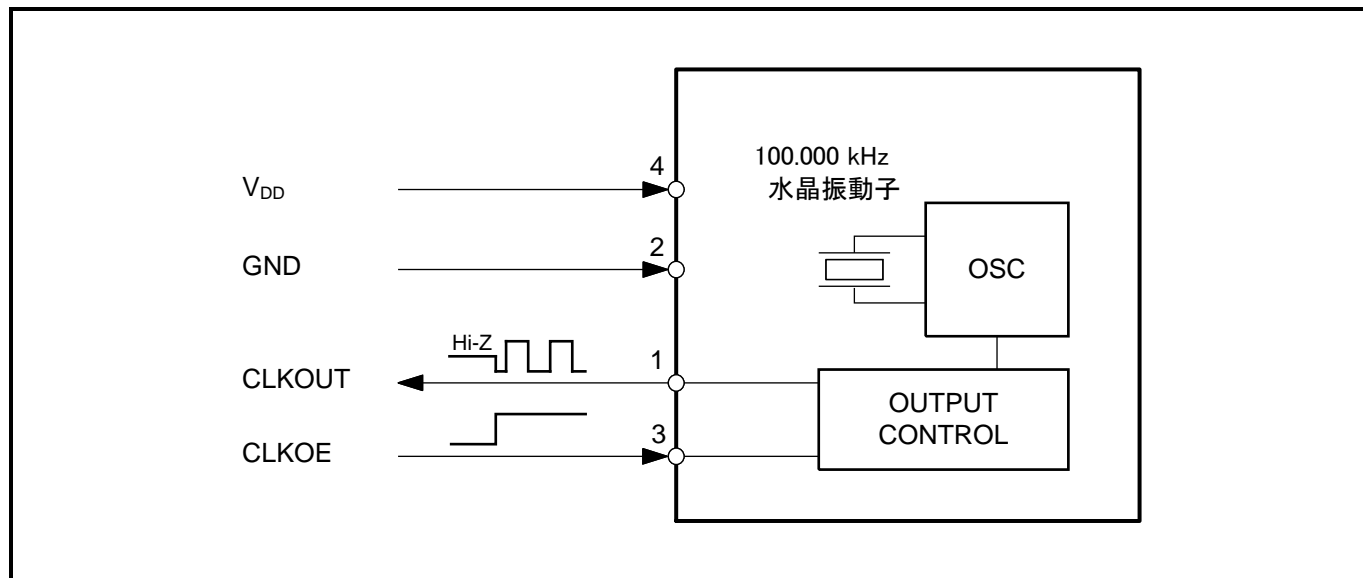 100.000 kHz
水晶振動子
V_DD
4
GND
2
OSC
Hi-Z
CLKOUT
1
CLKOE
3
OUTPUT
CONTROL